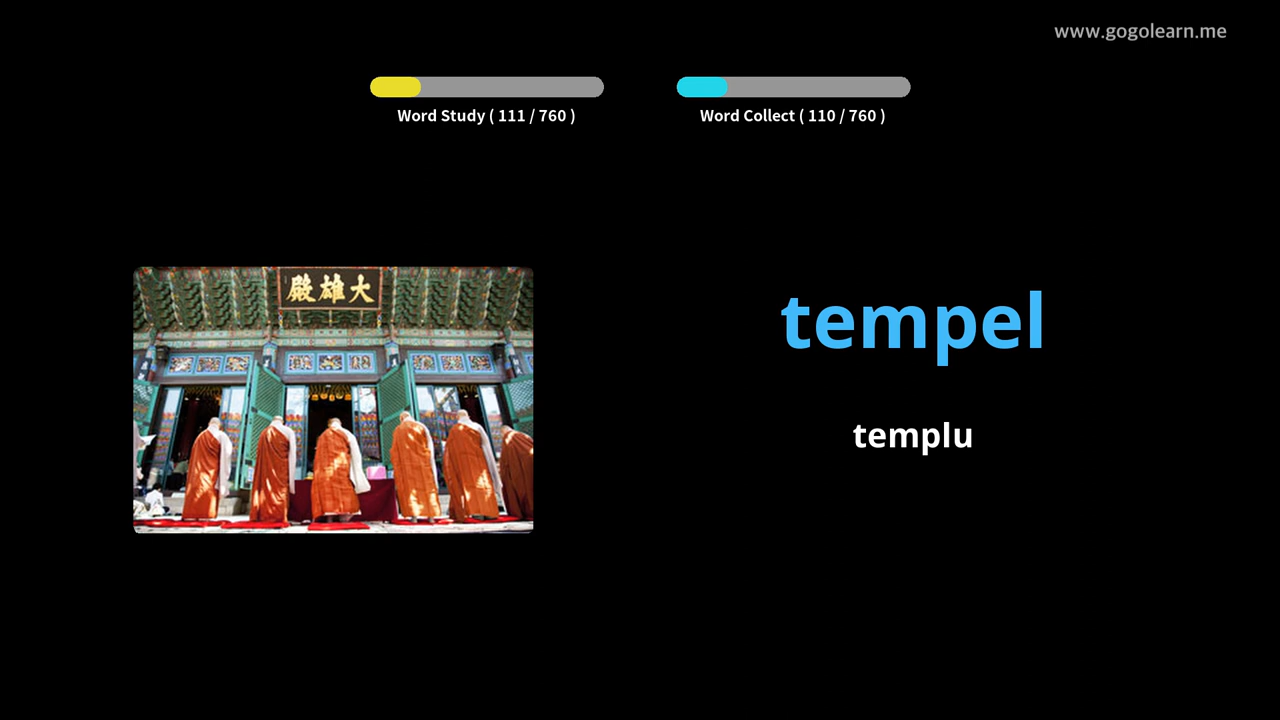 www.gogolearn.me
Word Study ( 111 / 760 )
Word Collect ( 110 / 760 )
殿雄大
tempel
templu